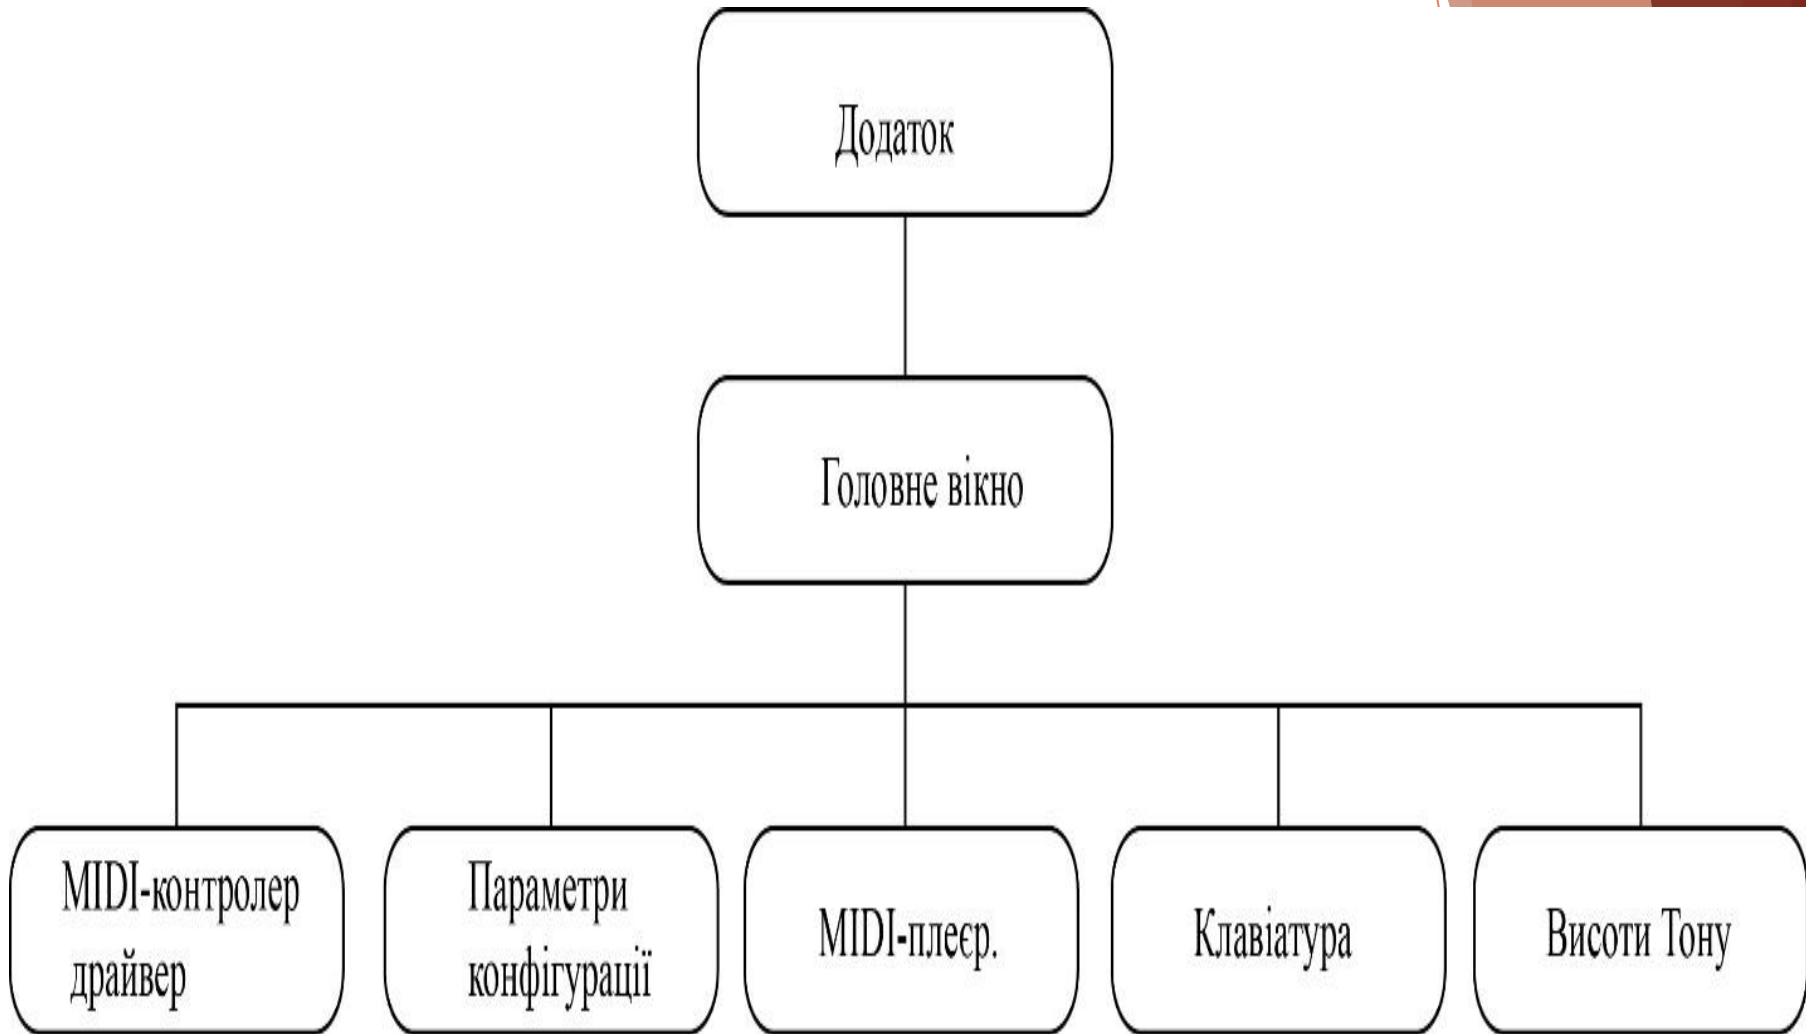 Додаток
Головне вікно
MIDI-контролер
драйвер
Параметри
конфігурації
MIDI-плеєр.
Клавіатура
Висоти Тону